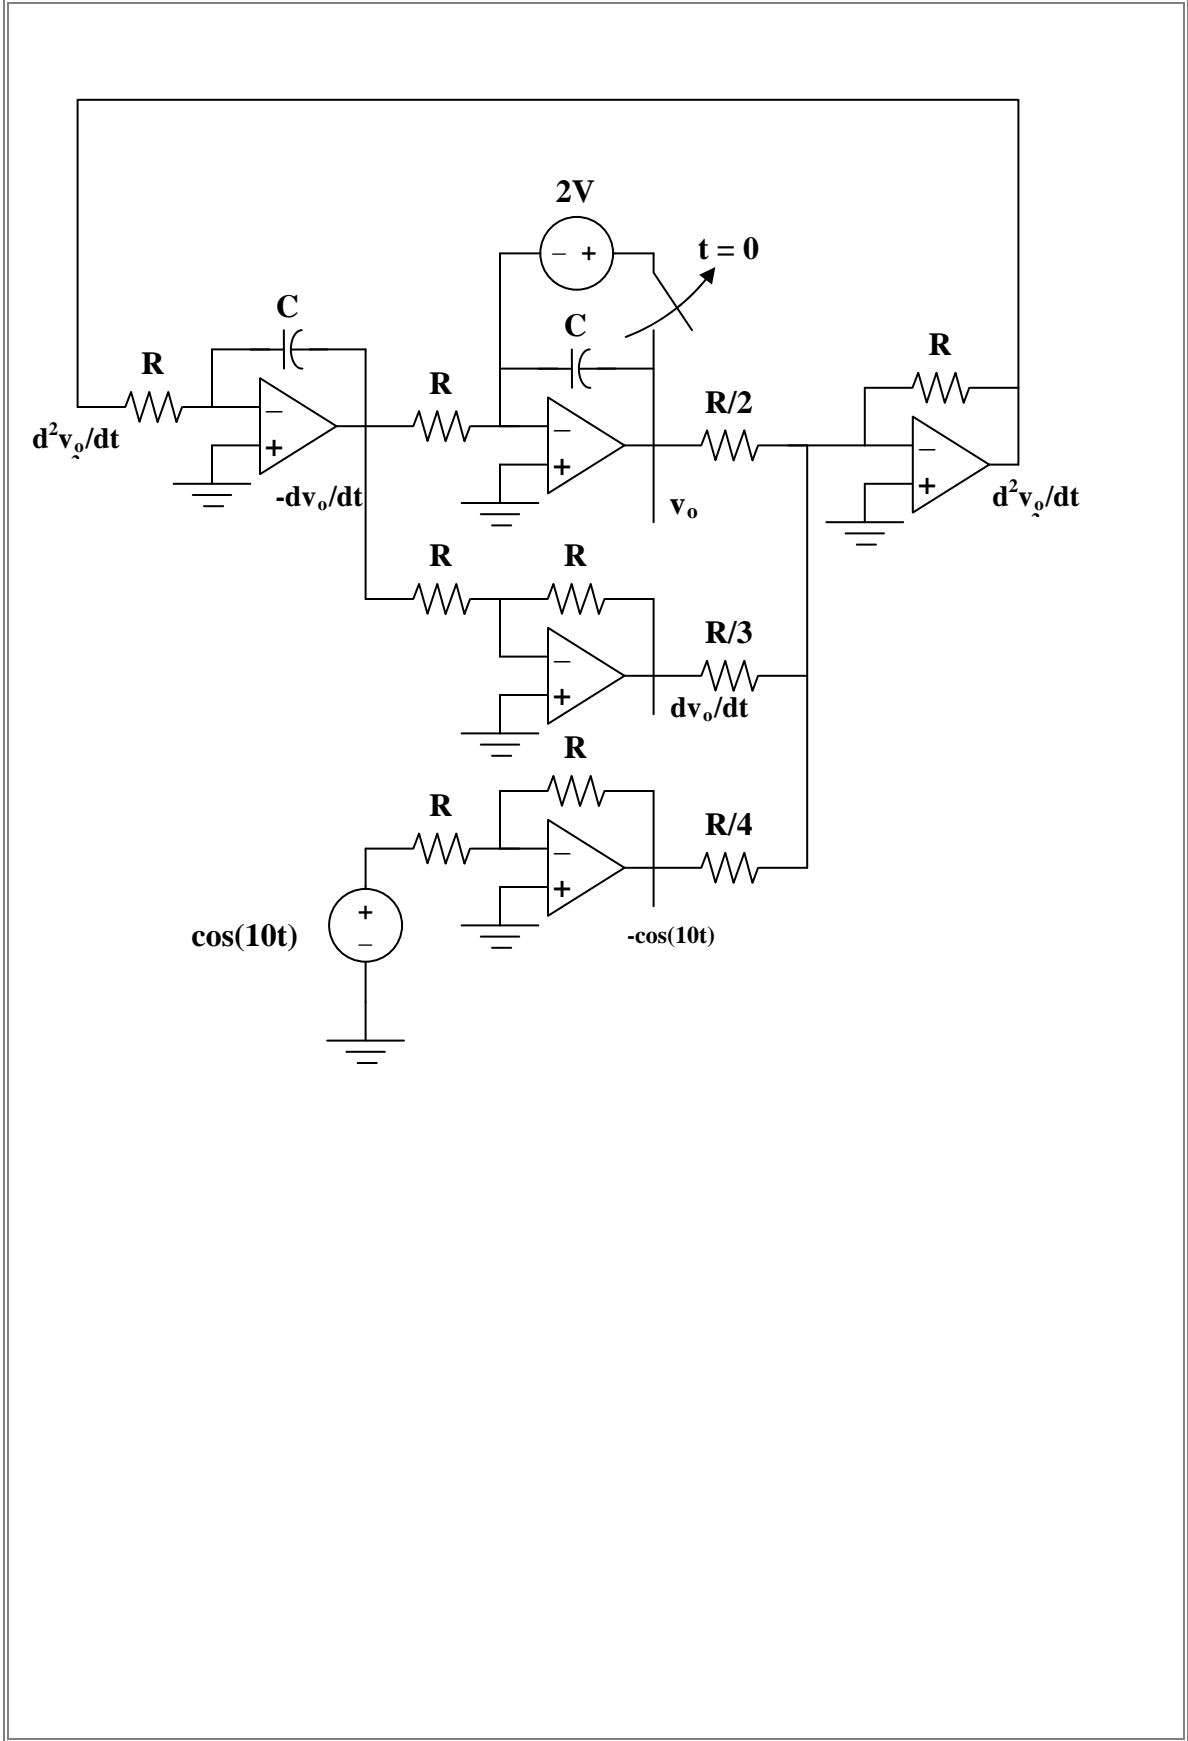 2V
t = 0
C
C
R
R
R
R/2
d²vₒ/dt
-dvₒ/dt
vₒ
d²vₒ/dt
R
R
R/3
dvₒ/dt
R
R
R/4
cos(10t)
-cos(10t)